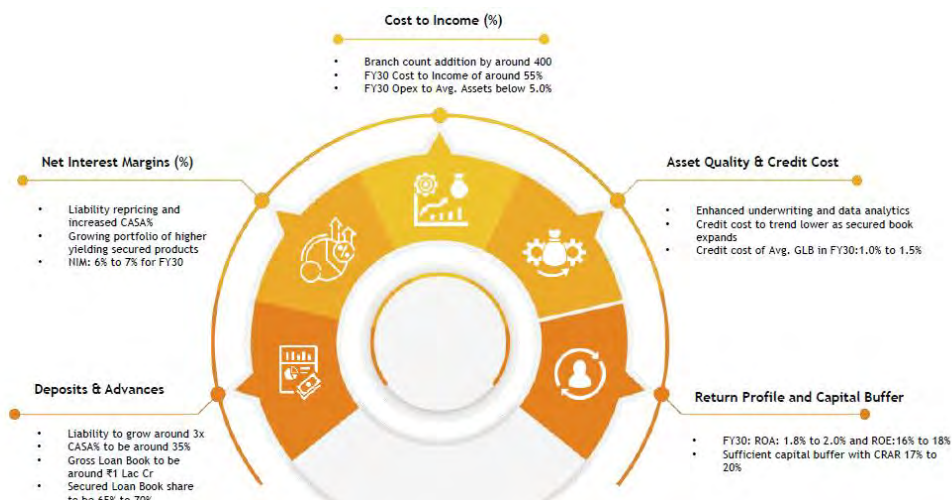 Cost to Income (%)
• Branch count addition by around 400
• FY30 Cost to Income of around 55%
• FY30 Opex to Avg. Assets below 5.0%
Net Interest Margins (%)
• Liability repricing and
increased CASA%
• Growing portfolio of higher
yielding secured products
• NIM: 6% to 7% for FY30
Asset Quality & Credit Cost
• Enhanced underwriting and data analytics
• Credit cost to trend lower as secured book
expands
• Credit cost of Avg. GLB in FY30:1.0% to 1.5%
Deposits & Advances
• Liability to grow around 3x
• CASA% to be around 35%
• Gross Loan Book to be
around ₹1 Lac Cr
• Secured Loan Book share
to be 65% to 70%
Return Profile and Capital Buffer
• FY30: ROA: 1.8% to 2.0% and ROE:16% to 18%
• Sufficient capital buffer with CRAR 17% to
20%